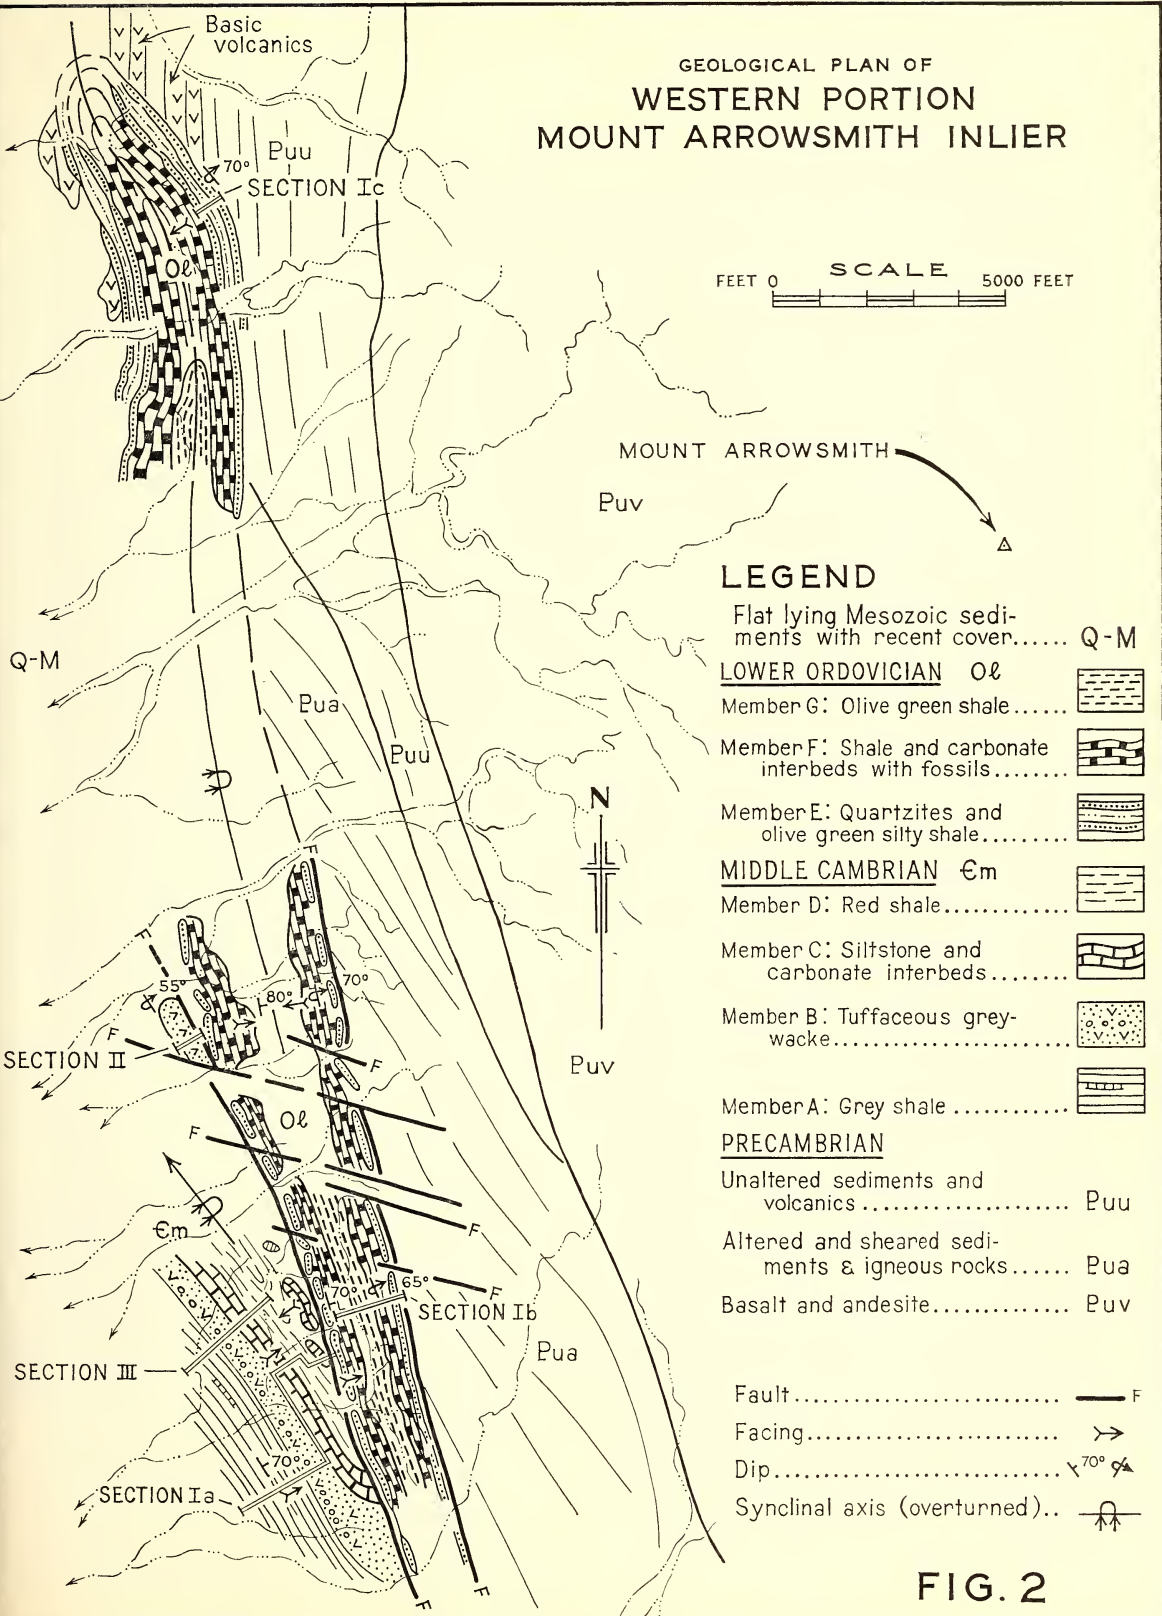 GEOLOGICAL PLAN OF
WESTERN PORTION
MOUNT ARROWSMITH INLIER
Basic
volcanics
Puu
70°
SECTION Ic
Oℓ
FEET 0 SCALE 5000 FEET
MOUNT ARROWSMITH
Puv
Q-M
Pua
Puu
N
F
F
55°
80°
70°
F
SECTION II
F
Puv
Oℓ
F
Єm
F
70°
65°
F
SECTION Ib
SECTION III
Pua
70°
SECTION Ia
F
F
LEGEND
Flat lying Mesozoic sedi-
ments with recent cover...... Q-M
LOWER ORDOVICIAN Oℓ
Member G: Olive green shale......
Member F: Shale and carbonate
interbeds with fossils........
Member E: Quartzites and
olive green silty shale.........
MIDDLE CAMBRIAN Єm
Member D: Red shale.............
Member C: Siltstone and
carbonate interbeds........
Member B: Tuffaceous grey-
wacke........................
Member A: Grey shale ............
PRECAMBRIAN
Unaltered sediments and
volcanics ..................... Puu
Altered and sheared sedi-
ments & igneous rocks...... Pua
Basalt and andesite.............. Puv
Fault........................... F
Facing..........................
Dip............................. 70°
Synclinal axis (overturned)..
FIG. 2